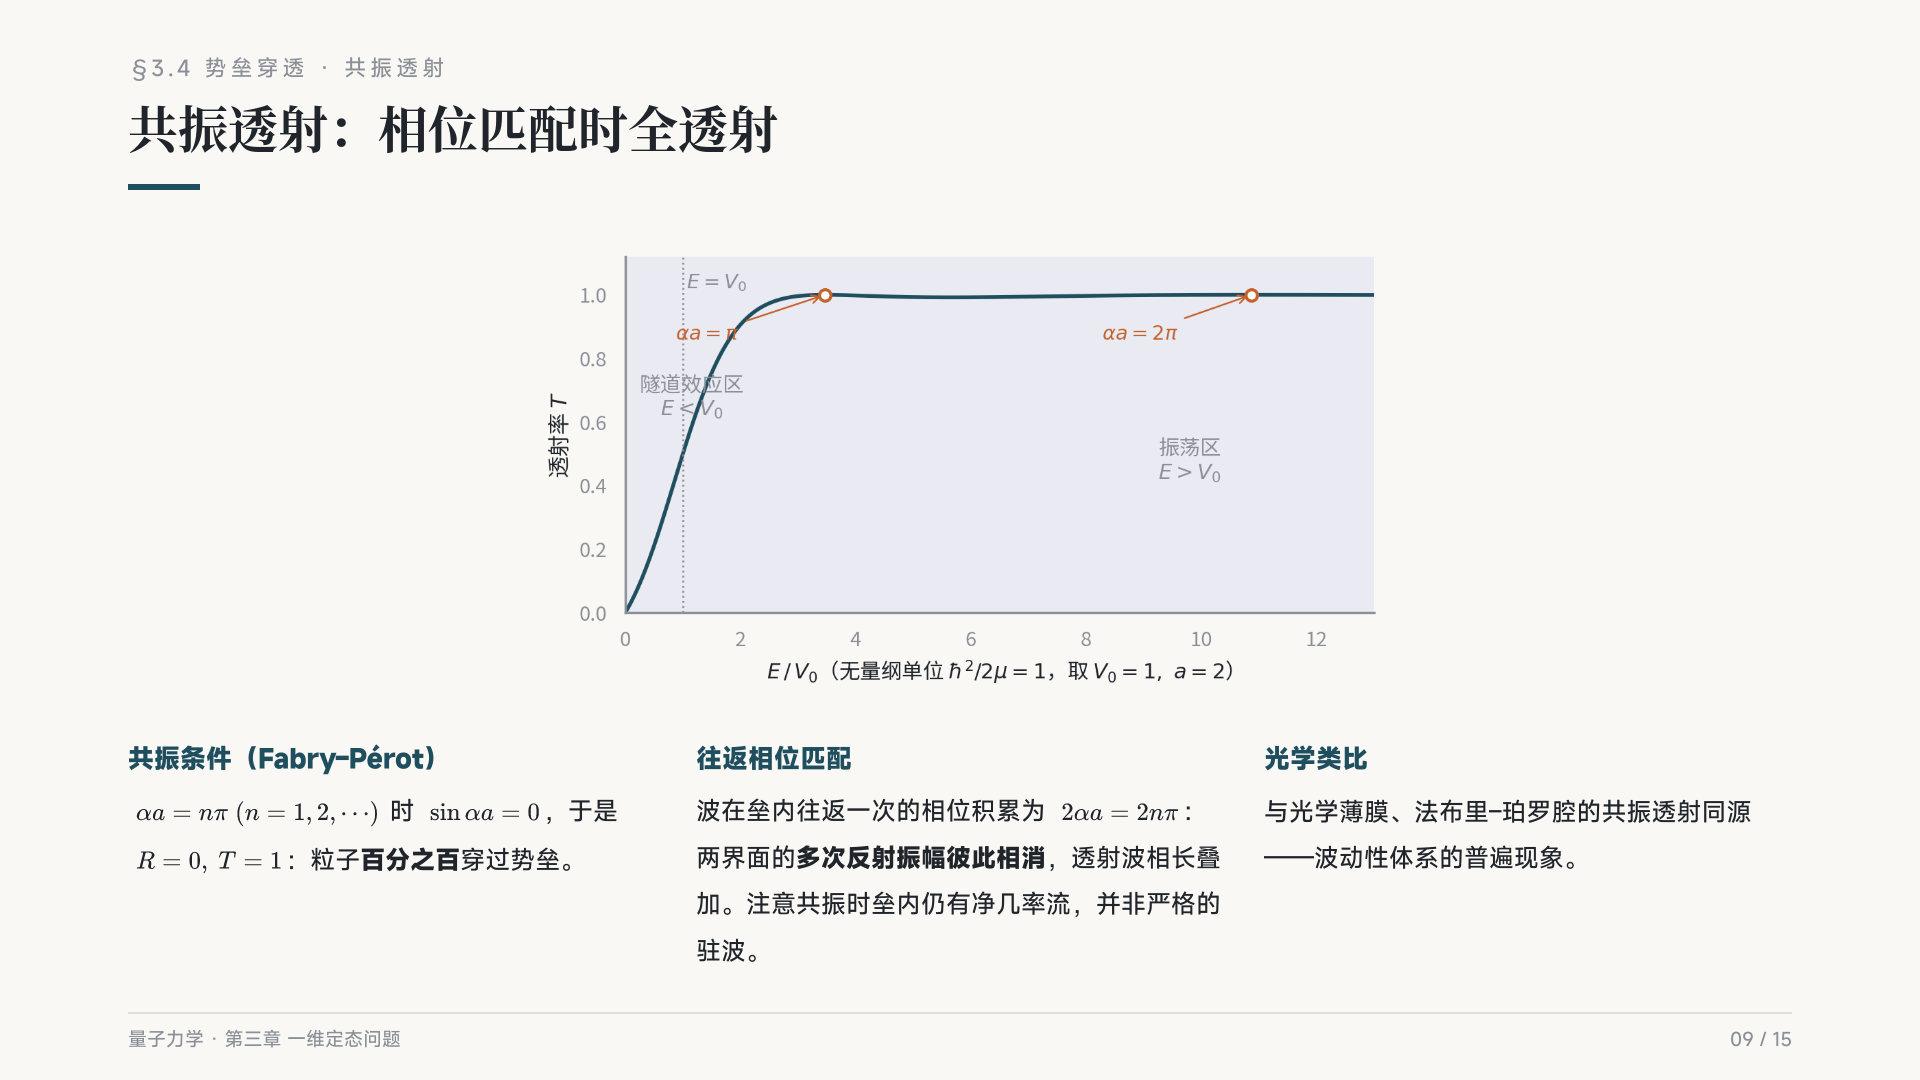 §3.4 势垒穿透 · 共振透射
共振透射：相位匹配时全透射
E = V₀
αa = π
αa = 2π
隧道效应区
E < V₀
振荡区
E > V₀
透射率 T
1.0
0.8
0.6
0.4
0.2
0.0
0 2 4 6 8 10 12
E / V₀（无量纲单位 ℏ²/2μ = 1，取 V₀ = 1, a = 2）
共振条件（Fabry–Pérot）
αa = nπ (n = 1, 2, ⋯) 时 sin αa = 0，于是
R = 0, T = 1：粒子百分之百穿过势垒。
往返相位匹配
波在垒内往返一次的相位积累为 2αa = 2nπ：
两界面的多次反射振幅彼此相消，透射波相长叠
加。注意共振时垒内仍有净几率流，并非严格的
驻波。
光学类比
与光学薄膜、法布里–珀罗腔的共振透射同源
——波动性体系的普遍现象。
量子力学 · 第三章 一维定态问题
09 / 15